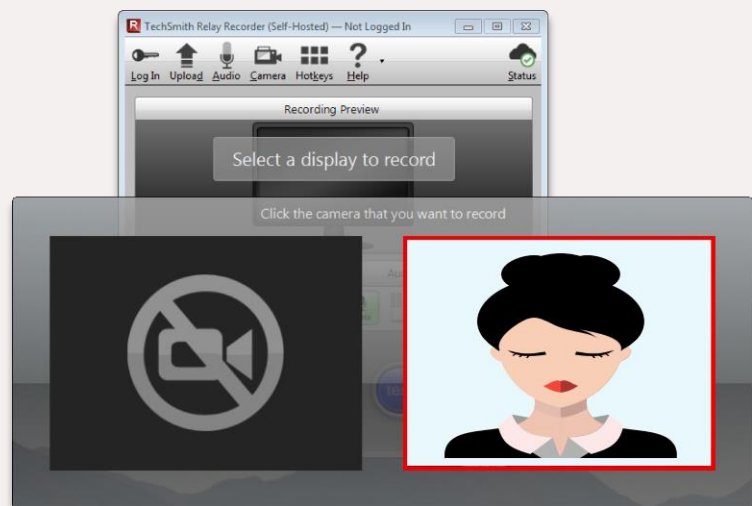 R TechSmith Relay Recorder (Self-Hosted) — Not Logged In
Log In Upload Audio Camera Hotkeys Help Status
Recording Preview
Select a display to record
Click the camera that you want to record